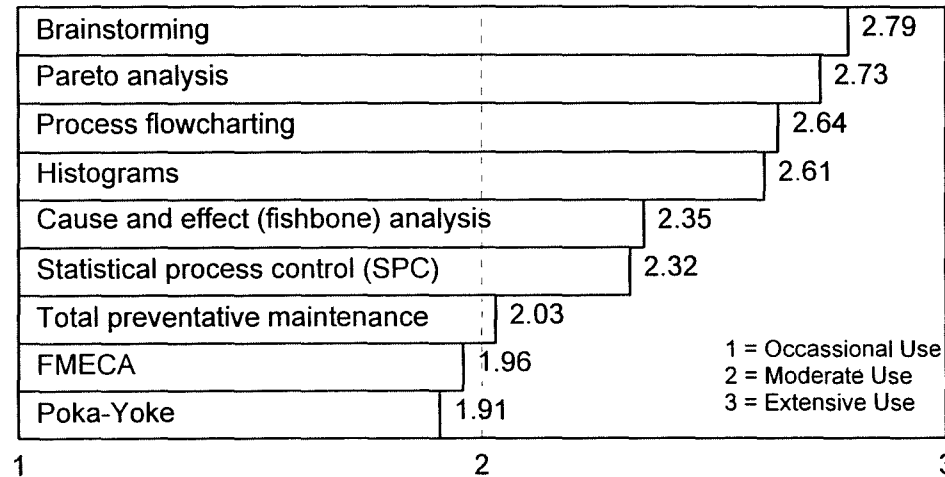 Brainstorming 2.79
Pareto analysis 2.73
Process flowcharting 2.64
Histograms 2.61
Cause and effect (fishbone) analysis 2.35
Statistical process control (SPC) 2.32
Total preventative maintenance 2.03
FMECA 1.96
Poka-Yoke 1.91
1 = Occassional Use
2 = Moderate Use
3 = Extensive Use
1 2 3